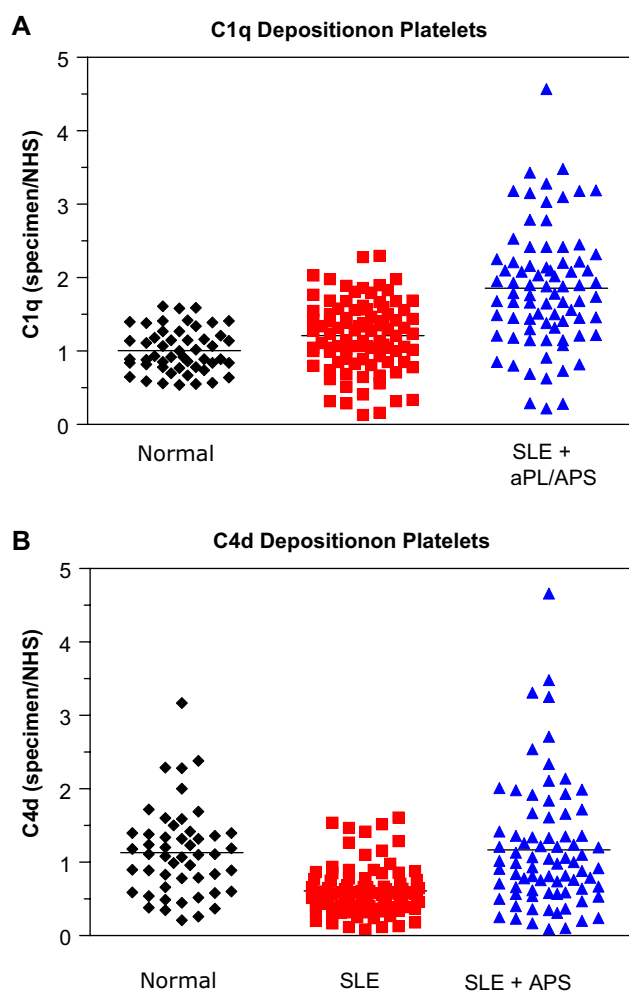 A
C1q Depositionon Platelets
C1q (specimen/NHS)
5
4
3
2
1
0
Normal
SLE +
aPL/APS
B
C4d Depositionon Platelets
C4d (specimen/NHS)
5
4
3
2
1
0
Normal
SLE
SLE + APS